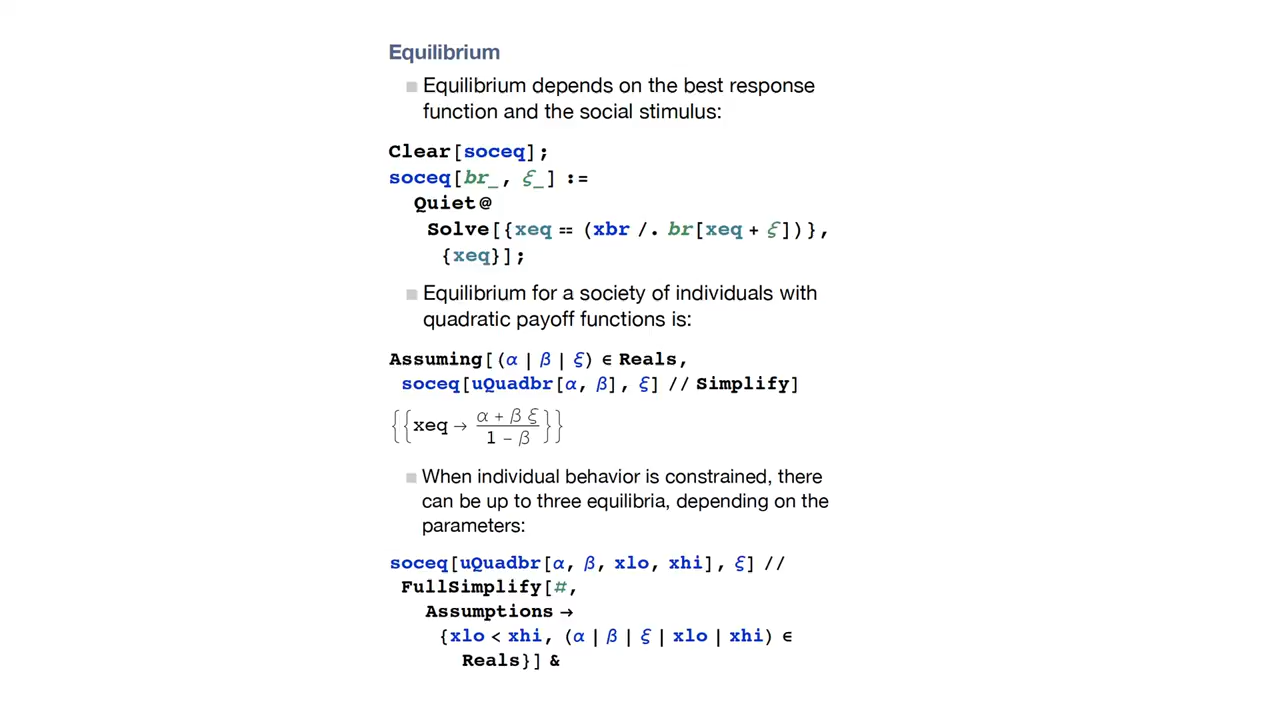 Equilibrium
Equilibrium depends on the best response
function and the social stimulus:
Clear[soceq];
soceq[br_, ξ_] :=
Quiet@
Solve[{xeq == (xbr /. br[xeq + ξ])},
{xeq}];
Equilibrium for a society of individuals with
quadratic payoff functions is:
Assuming[(α | β | ξ) ∈ Reals,
soceq[uQuadbr[α, β], ξ] // Simplify]
{{xeq → (α + β ξ)/(1 - β)}}
When individual behavior is constrained, there
can be up to three equilibria, depending on the
parameters:
soceq[uQuadbr[α, β, xlo, xhi], ξ] //
FullSimplify[#,
Assumptions →
{xlo < xhi, (α | β | ξ | xlo | xhi) ∈
Reals}] &